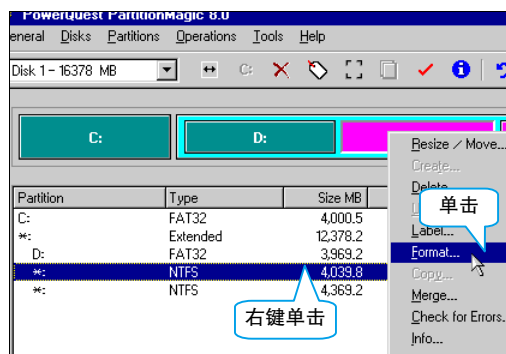 PowerQuest PartitionMagic 8.0
eneral Disks Partitions Operations Tools Help
Disk 1 - 16378 MB C:
C: D:
Resize / Move...
Create...
Delete...
单击
Label...
Partition Type Size MB
C: FAT32 4,000.5
Format...
*: Extended 12,378.2
D: FAT32 3,969.2
Copy...
*: NTFS 4,039.8
Merge...
*: NTFS 4,369.2
右键单击
Check for Errors.
Info...